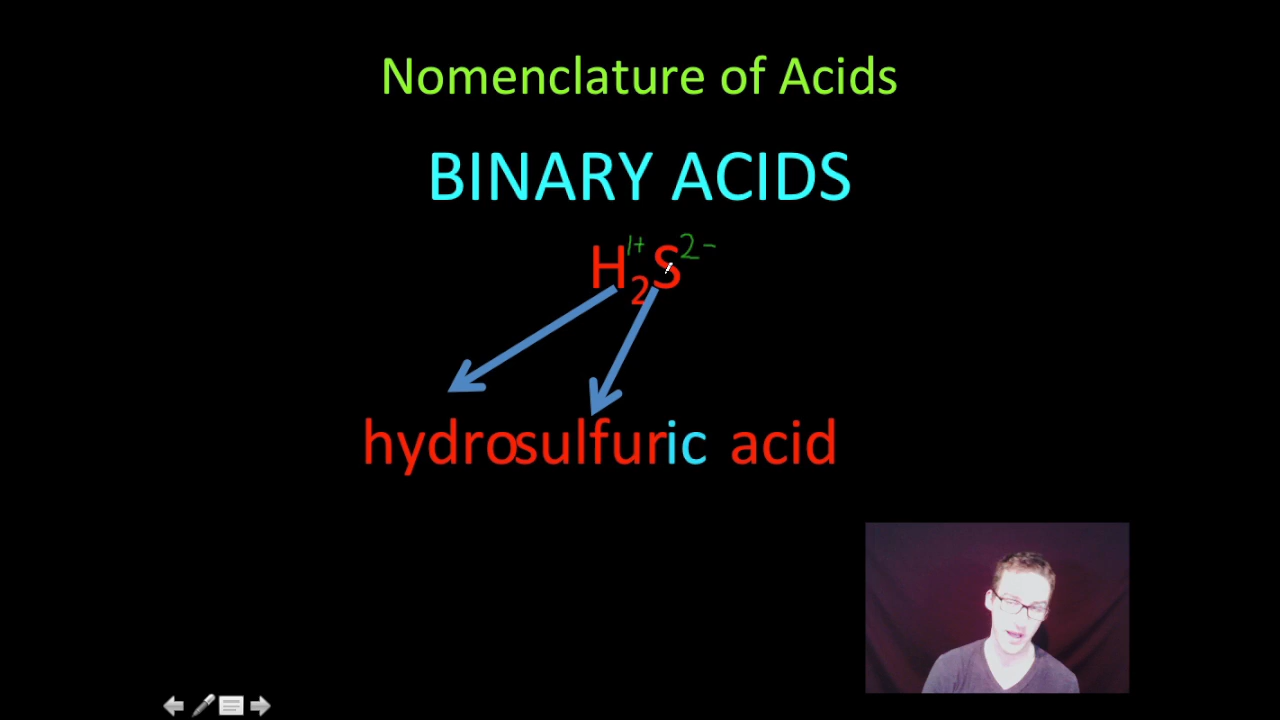 Nomenclature of Acids
BINARY ACIDS
H₂S
1+ 2-
hydrosulfuric acid